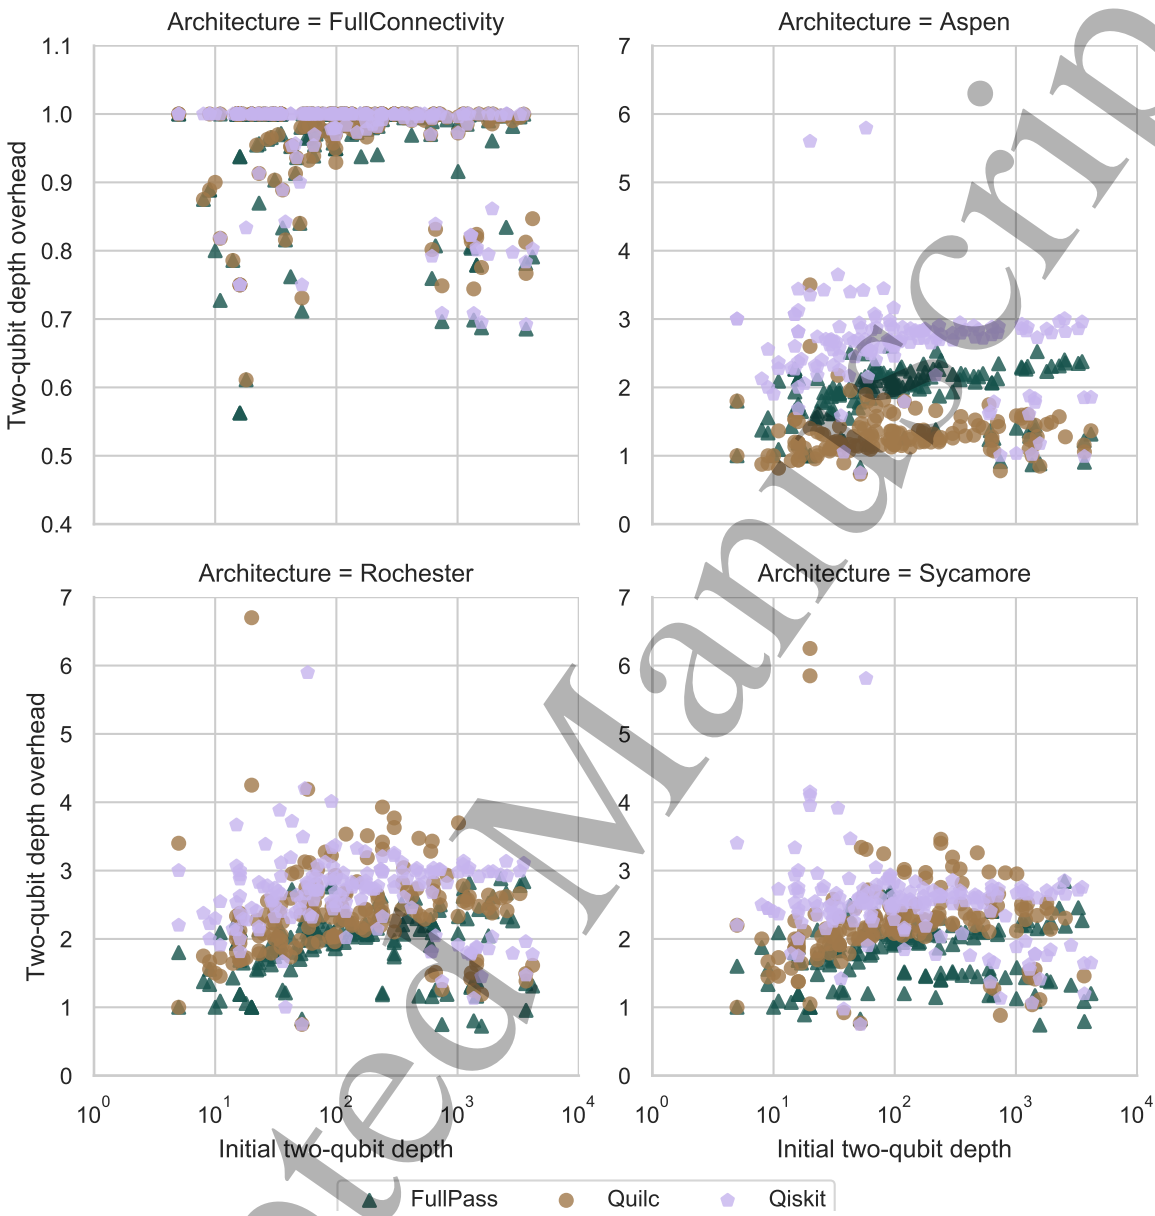 Architecture = FullConnectivity
Architecture = Aspen
1.1
1.0
0.9
0.8
0.7
0.6
0.5
0.4
Two-qubit depth overhead
7
6
5
4
3
2
1
0
Architecture = Rochester
Architecture = Sycamore
7
6
5
4
3
2
1
0
Two-qubit depth overhead
6
5
4
3
2
1
0
10^0 10^1 10^2 10^3 10^4
10^0 10^1 10^2 10^3 10^4
Initial two-qubit depth
Initial two-qubit depth
FullPass Quilc Qiskit
ted Manuscrip